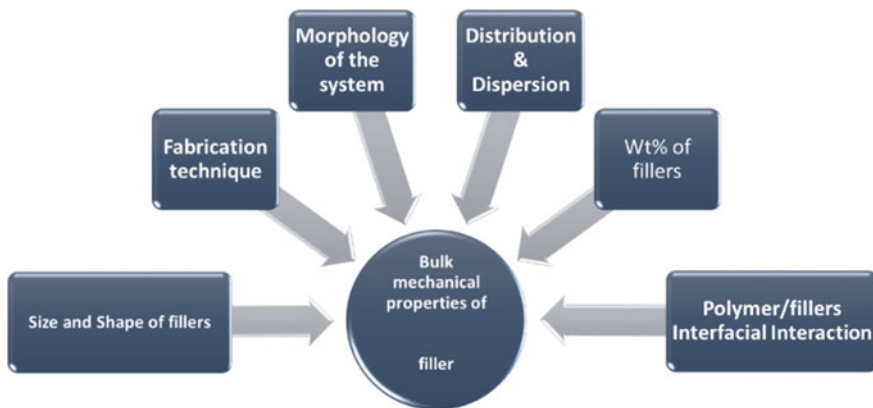 Morphology
of the
system
Distribution
&
Dispersion
Fabrication
technique
Wt% of
fillers
Size and Shape of fillers
Bulk
mechanical
properties of
filler
Polymer/fillers
Interfacial Interaction